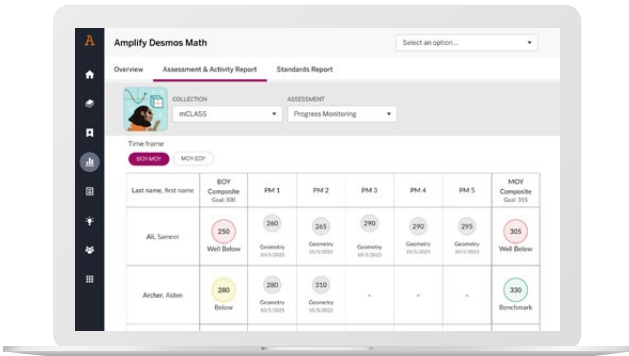 A
Amplify Desmos Math
Select an option...
Overview Assessment & Activity Report Standards Report
COLLECTION ASSESSMENT
mCLASS Progress Monitoring
Time frame
BOY-MOY MOY-EOY
Last name, first name BOY Composite Goal: 300 PM 1 PM 2 PM 3 PM 4 PM 5 MOY Composite Goal: 315
Ali, Sameer 250 Well Below 260 Geometry 10/5/2025 265 Geometry 10/5/2025 290 Geometry 10/5/2025 290 Geometry 10/5/2025 295 Geometry 10/5/2025 305 Well Below
Archer, Aiden 280 Below 280 Geometry 10/5/2025 310 Geometry 10/5/2025 - - - 330 Benchmark